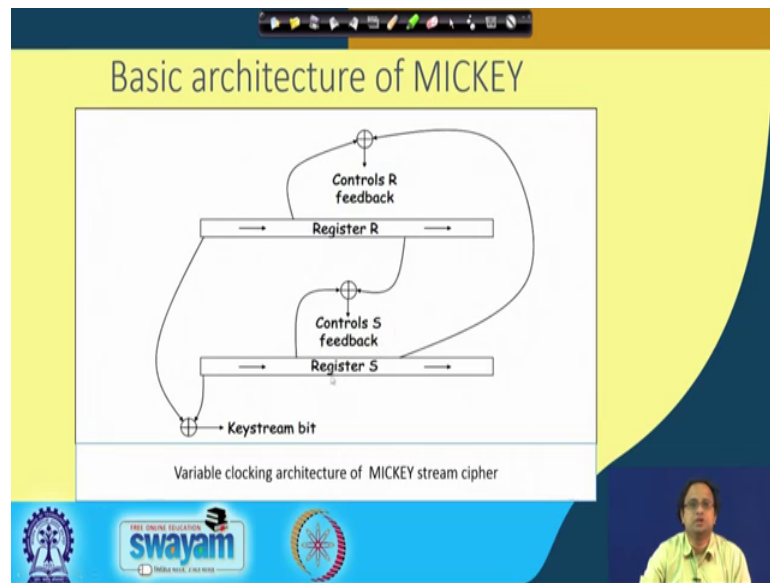 Basic architecture of MICKEY
Controls R
feedback
Register R
Controls S
feedback
Register S
Keystream bit
Variable clocking architecture of MICKEY stream cipher
FREE ONLINE EDUCATION
swayam